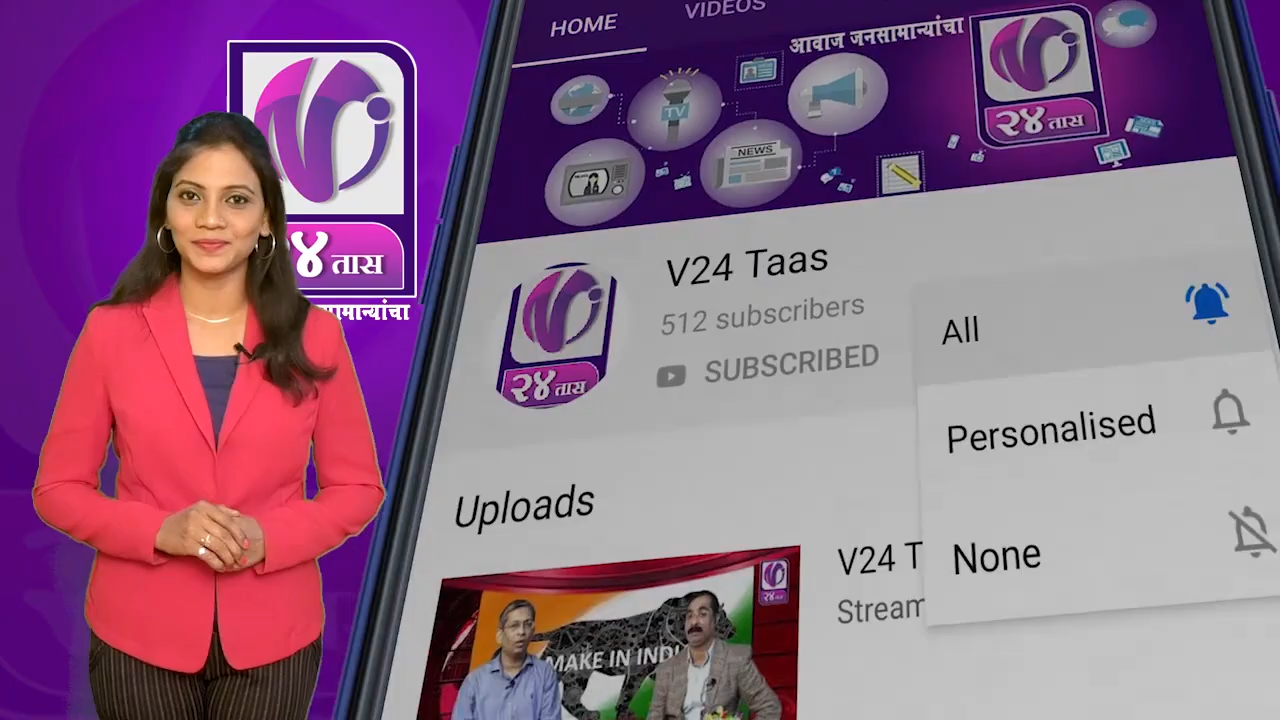 HOME
VIDEOS
आवाज जनसामान्यांचा
२४ तास
TV
NEWS
२४ तास
सामान्यांचा
V24 Taas
512 subscribers
SUBSCRIBED
२४ तास
All
Personalised
None
Uploads
V24 T
Stream
MAKE IN INDI
२४ तास